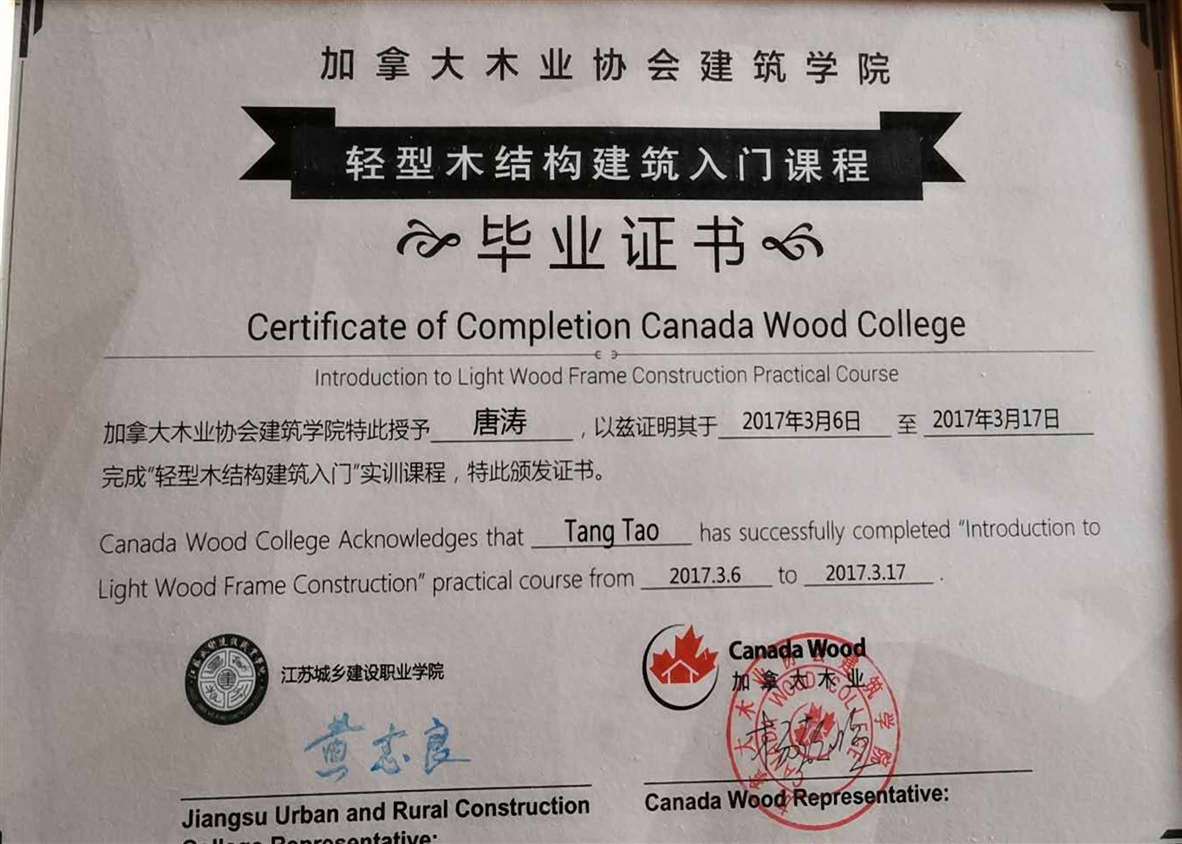 加拿大木业协会建筑学院
轻型木结构建筑入门课程
毕业证书
Certificate of Completion Canada Wood College
Introduction to Light Wood Frame Construction Practical Course
加拿大木业协会建筑学院特此授予 唐涛 ，以兹证明其于 2017年3月6日 至 2017年3月17日
完成“轻型木结构建筑入门”实训课程，特此颁发证书。
Canada Wood College Acknowledges that Tang Tao has successfully completed “Introduction to
Light Wood Frame Construction” practical course from 2017.3.6 to 2017.3.17 .
江苏城乡建设职业学院
Canada Wood
加拿大木业
黄志良
Jiangsu Urban and Rural Construction
College Representative:
Canada Wood Representative: